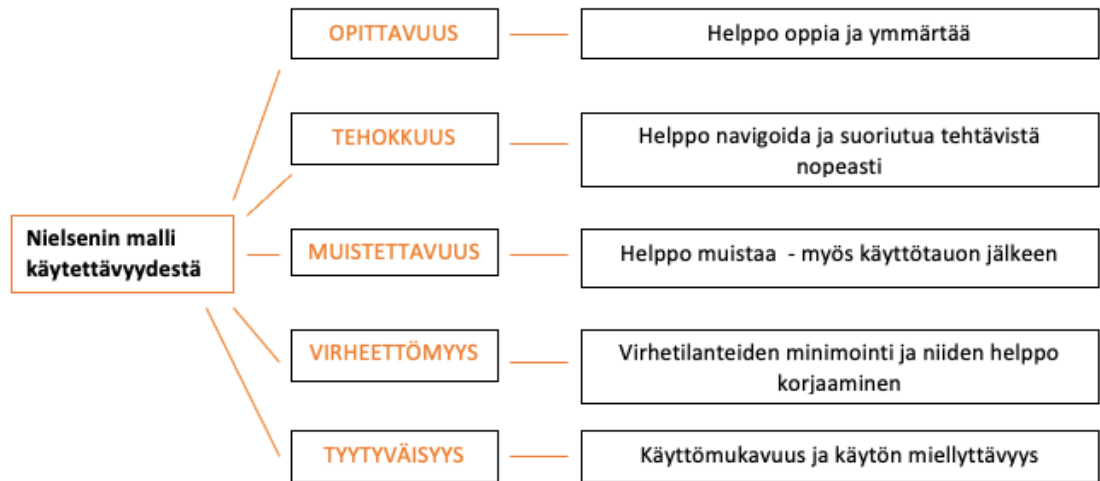 OPITTAVUUS
Helppo oppia ja ymmärtää
TEHOKKUUS
Helppo navigoida ja suoriutua tehtävistä
nopeasti
Nielsenin malli
käytettävyydestä
MUISTETTAVUUS
Helppo muistaa - myös käyttötauon jälkeen
VIRHEETTÖMYYS
Virhetilanteiden minimointi ja niiden helppo
korjaaminen
TYYTYVÄISYYS
Käyttömukavuus ja käytön miellyttävyys